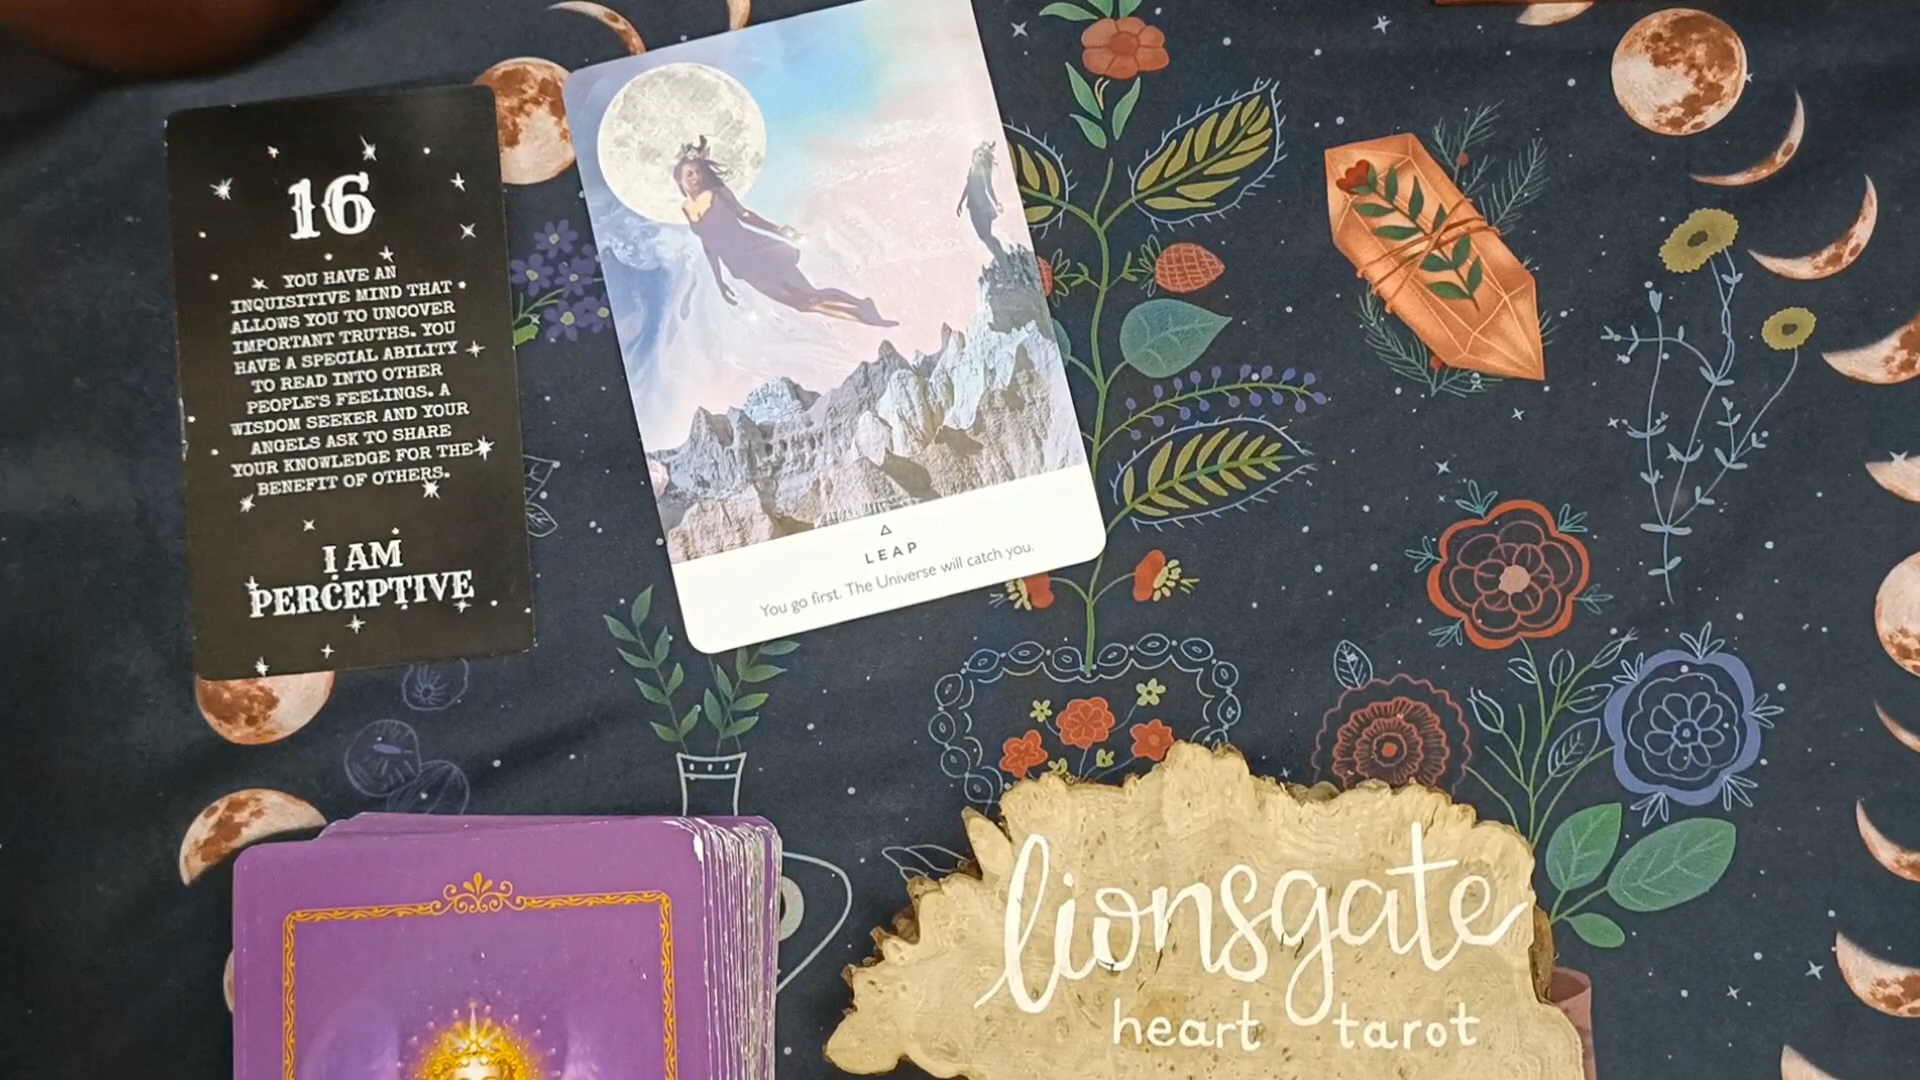 16
YOU HAVE AN
INQUISITIVE MIND THAT
ALLOWS YOU TO UNCOVER
IMPORTANT TRUTHS. YOU
HAVE A SPECIAL ABILITY
TO READ INTO OTHER
PEOPLE'S FEELINGS. A
WISDOM SEEKER AND YOUR
ANGELS ASK TO SHARE
YOUR KNOWLEDGE FOR THE
BENEFIT OF OTHERS.
I AM
PERCEPTIVE
LEAP
You go first. The Universe will catch you.
lionsgate
heart tarot